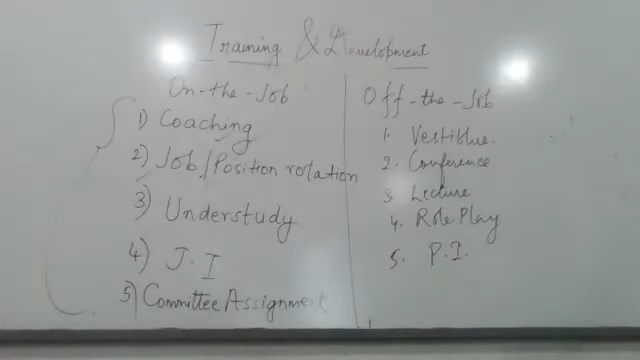 Training & Development
On-the-Job
1) Coaching
2) Job/Position rotation
3) Understudy
4) J.I
5) Committee Assignment
Off-the-Job
1. Vestiblue.
2. Conference
3 Lecture
4. Role Play
5. P.I.